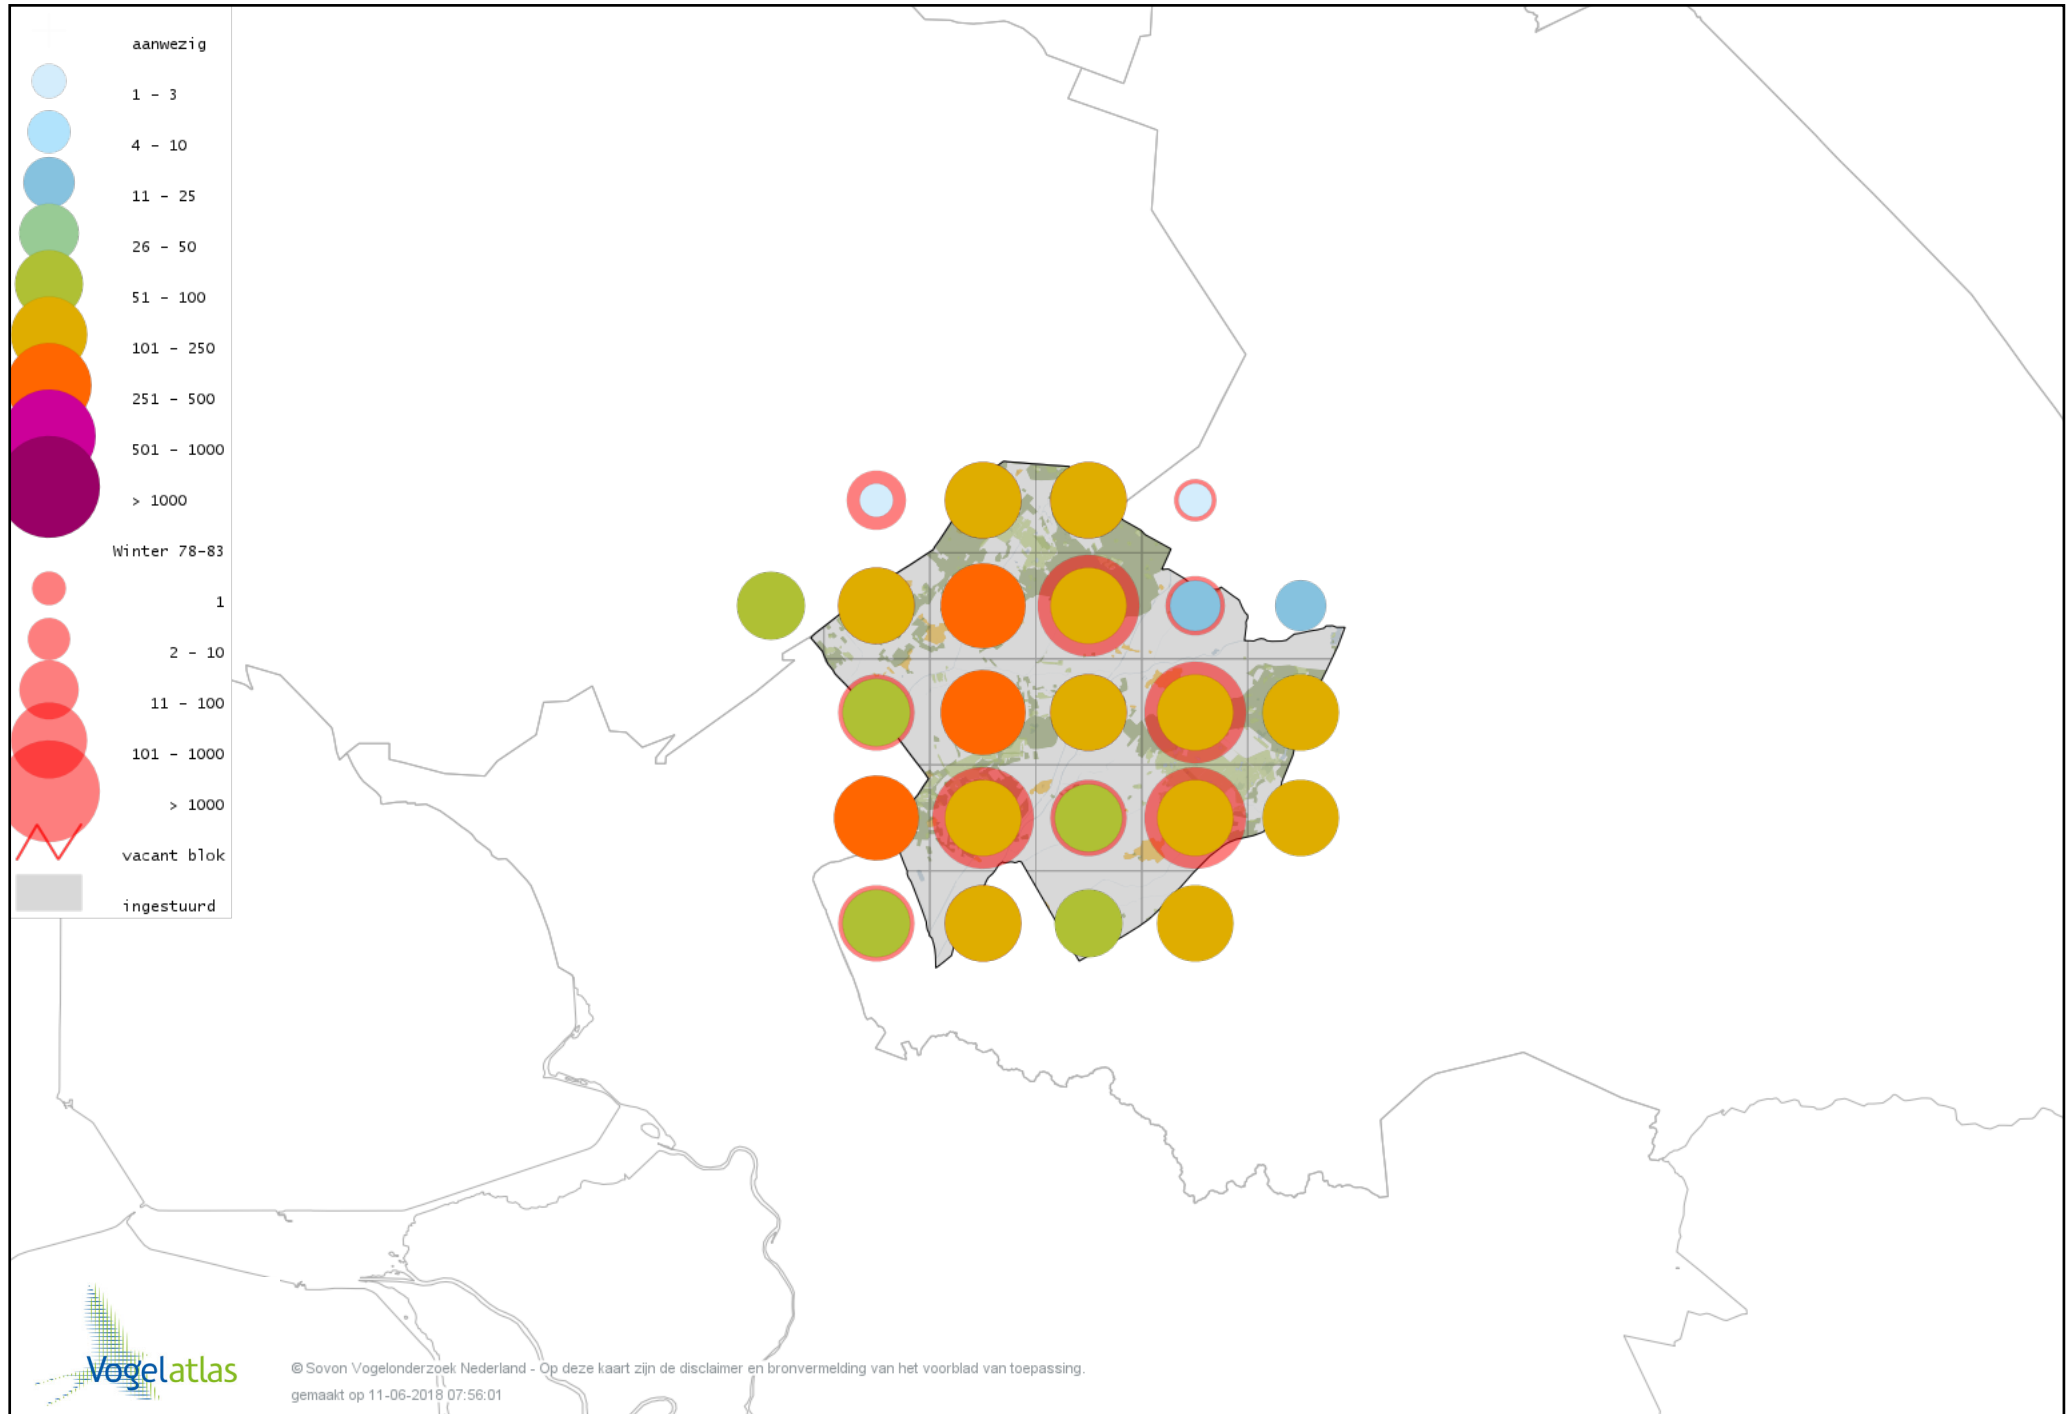 aanwezig
1 – 3
4 – 10
11 – 25
26 – 50
51 – 100
101 – 250
251 – 500
501 – 1000
> 1000
Winter 78–83
1
2 – 10
11 – 100
101 – 1000
> 1000
vacant blok
ingestuurd
Vogelatlas
© Sovon Vogelonderzoek Nederland - Op deze kaart zijn de disclaimer en bronvermelding van het voorblad van toepassing.
gemaakt op 11-06-2018 07:56:01